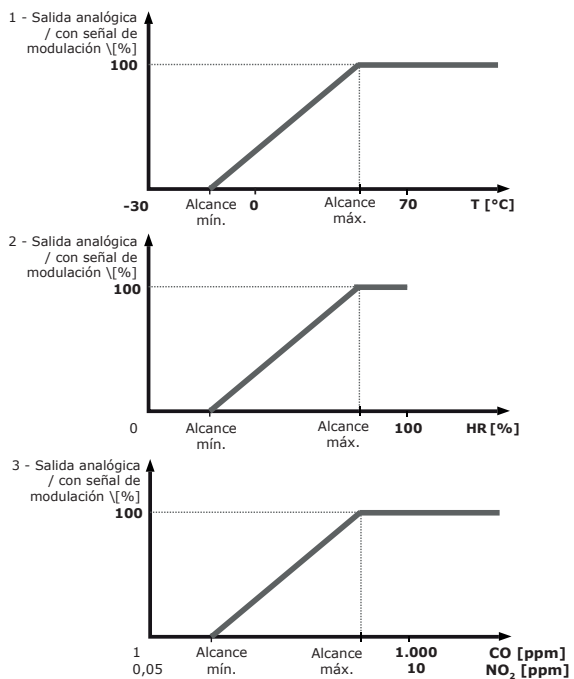 1 - Salida analógica
/ con señal de
modulación \[%]
100
-30 Alcance mín. 0 Alcance máx. 70 T [°C]
2 - Salida analógica
/ con señal de
modulación \[%]
100
0 Alcance mín. Alcance máx. 100 HR [%]
3 - Salida analógica
/ con señal de
modulación \[%]
100
1 Alcance Alcance 1.000 CO [ppm]
0,05 mín. máx. 10 NO₂ [ppm]